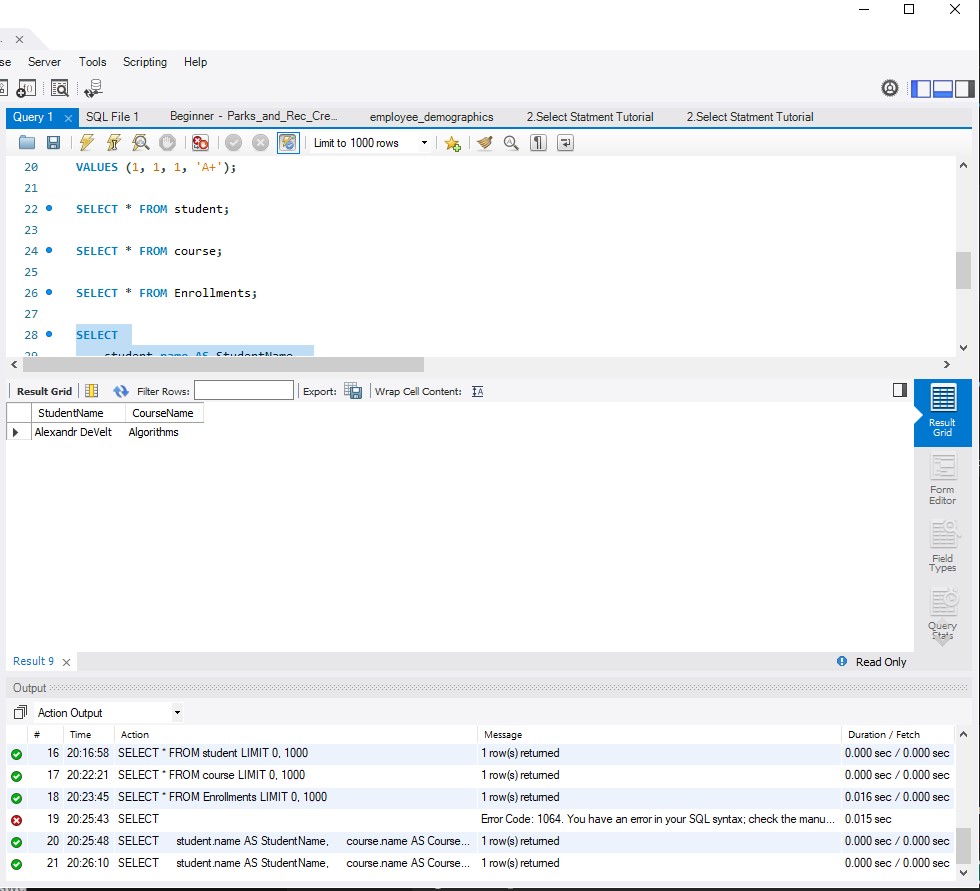 se Server Tools Scripting Help
Query 1 SQL File 1 Beginner - Parks_and_Rec_Cre... employee_demographics 2.Select Statment Tutorial 2.Select Statment Tutorial
Limit to 1000 rows
20 VALUES (1, 1, 1, 'A+');
21
22 SELECT * FROM student;
23
24 SELECT * FROM course;
25
26 SELECT * FROM Enrollments;
27
28 SELECT
29 student.name AS StudentName,
Result Grid Filter Rows: Export: Wrap Cell Content:
StudentName CourseName
Alexandr DeVelt Algorithms
Result Grid
Form Editor
Field Types
Query Stats
Result 9 Read Only
Output
Action Output
# Time Action Message Duration / Fetch
16 20:16:58 SELECT * FROM student LIMIT 0, 1000 1 row(s) returned 0.000 sec / 0.000 sec
17 20:22:21 SELECT * FROM course LIMIT 0, 1000 1 row(s) returned 0.000 sec / 0.000 sec
18 20:23:45 SELECT * FROM Enrollments LIMIT 0, 1000 1 row(s) returned 0.016 sec / 0.000 sec
19 20:25:43 SELECT Error Code: 1064. You have an error in your SQL syntax; check the manu... 0.015 sec
20 20:25:48 SELECT student.name AS StudentName, course.name AS Course... 1 row(s) returned 0.000 sec / 0.000 sec
21 20:26:10 SELECT student.name AS StudentName, course.name AS Course... 1 row(s) returned 0.000 sec / 0.000 sec